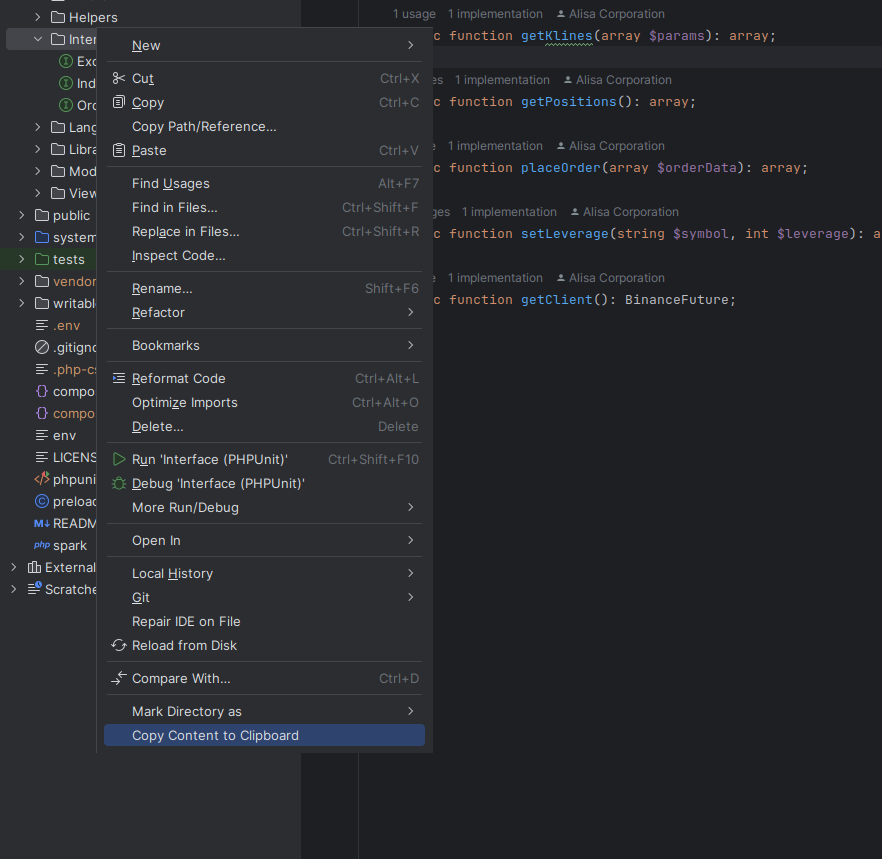 Helpers
Inter
Exc
Ind
Orc
Lang
Libra
Mod
View
public
system
tests
vendor
writabl
.env
.gitigno
.php-cs
compo
compo
env
LICENS
phpuni
preload
README
spark
External
Scratche
New
Cut Ctrl+X
Copy Ctrl+C
Copy Path/Reference...
Paste Ctrl+V
Find Usages Alt+F7
Find in Files... Ctrl+Shift+F
Replace in Files... Ctrl+Shift+R
Inspect Code...
Rename... Shift+F6
Refactor
Bookmarks
Reformat Code Ctrl+Alt+L
Optimize Imports Ctrl+Alt+O
Delete... Delete
Run 'Interface (PHPUnit)' Ctrl+Shift+F10
Debug 'Interface (PHPUnit)'
More Run/Debug
Open In
Local History
Git
Repair IDE on File
Reload from Disk
Compare With... Ctrl+D
Mark Directory as
Copy Content to Clipboard
1 usage 1 implementation Alisa Corporation
c function getKlines(array $params): array;
es 1 implementation Alisa Corporation
c function getPositions(): array;
e 1 implementation Alisa Corporation
c function placeOrder(array $orderData): array;
ges 1 implementation Alisa Corporation
c function setLeverage(string $symbol, int $leverage): a
e 1 implementation Alisa Corporation
c function getClient(): BinanceFuture;